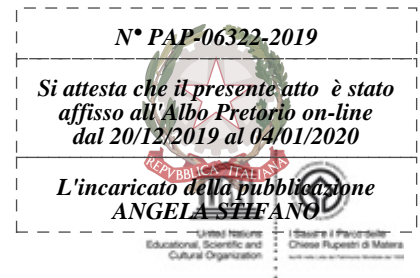 N° PAP-06322-2019
Si attesta che il presente atto è stato
affisso all'Albo Pretorio on-line
dal 20/12/2019 al 04/01/2020
L'incaricato della pubblicazione
ANGELA STIFANO
REPVBBLICA ITALIANA
United Nations
Educational, Scientific and
Cultural Organization
I Sassi e il Parco delle
Chiese Rupestri di Matera